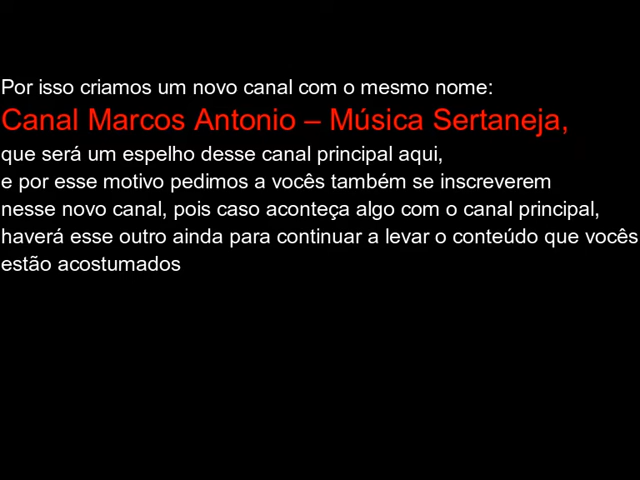 Por isso criamos um novo canal com o mesmo nome:
Canal Marcos Antonio – Música Sertaneja,
que será um espelho desse canal principal aqui,
e por esse motivo pedimos a vocês também se inscreverem
nesse novo canal, pois caso aconteça algo com o canal principal,
haverá esse outro ainda para continuar a levar o conteúdo que vocês
estão acostumados